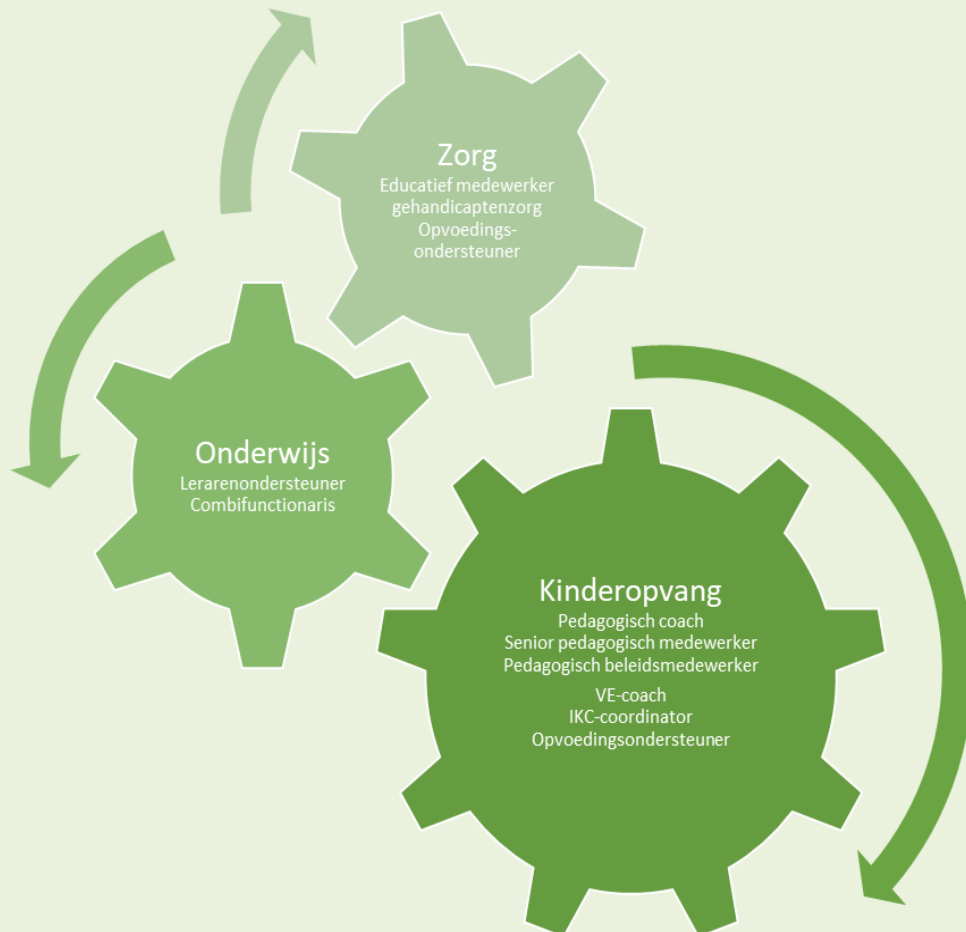 Zorg
Educatief medewerker
gehandicaptenzorg
Opvoedings-
ondersteuner
Onderwijs
Lerarenondersteuner
Combifunctionaris
Kinderopvang
Pedagogisch coach
Senior pedagogisch medewerker
Pedagogisch beleidsmedewerker
VE-coach
IKC-coordinator
Opvoedingsondersteuner